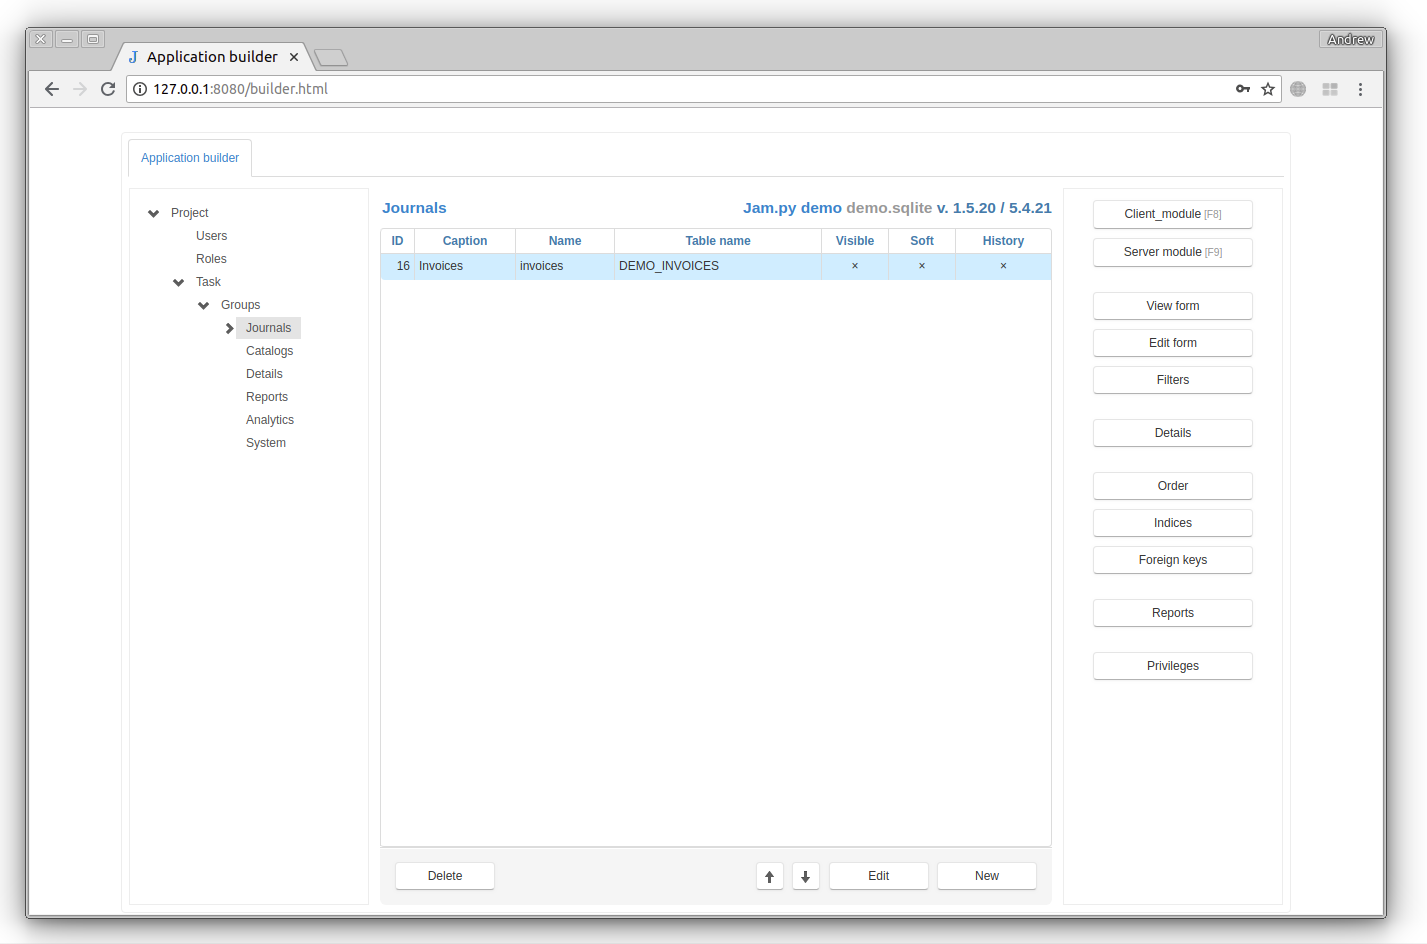 Andrew
Application builder
127.0.0.1:8080/builder.html
Application builder
Project
Users
Roles
Task
Groups
Journals
Catalogs
Details
Reports
Analytics
System
Journals Jam.py demo demo.sqlite v. 1.5.20 / 5.4.21
ID Caption Name Table name Visible Soft History
16 Invoices invoices DEMO_INVOICES × × ×
Delete Edit New
Client_module [F8]
Server module [F9]
View form
Edit form
Filters
Details
Order
Indices
Foreign keys
Reports
Privileges